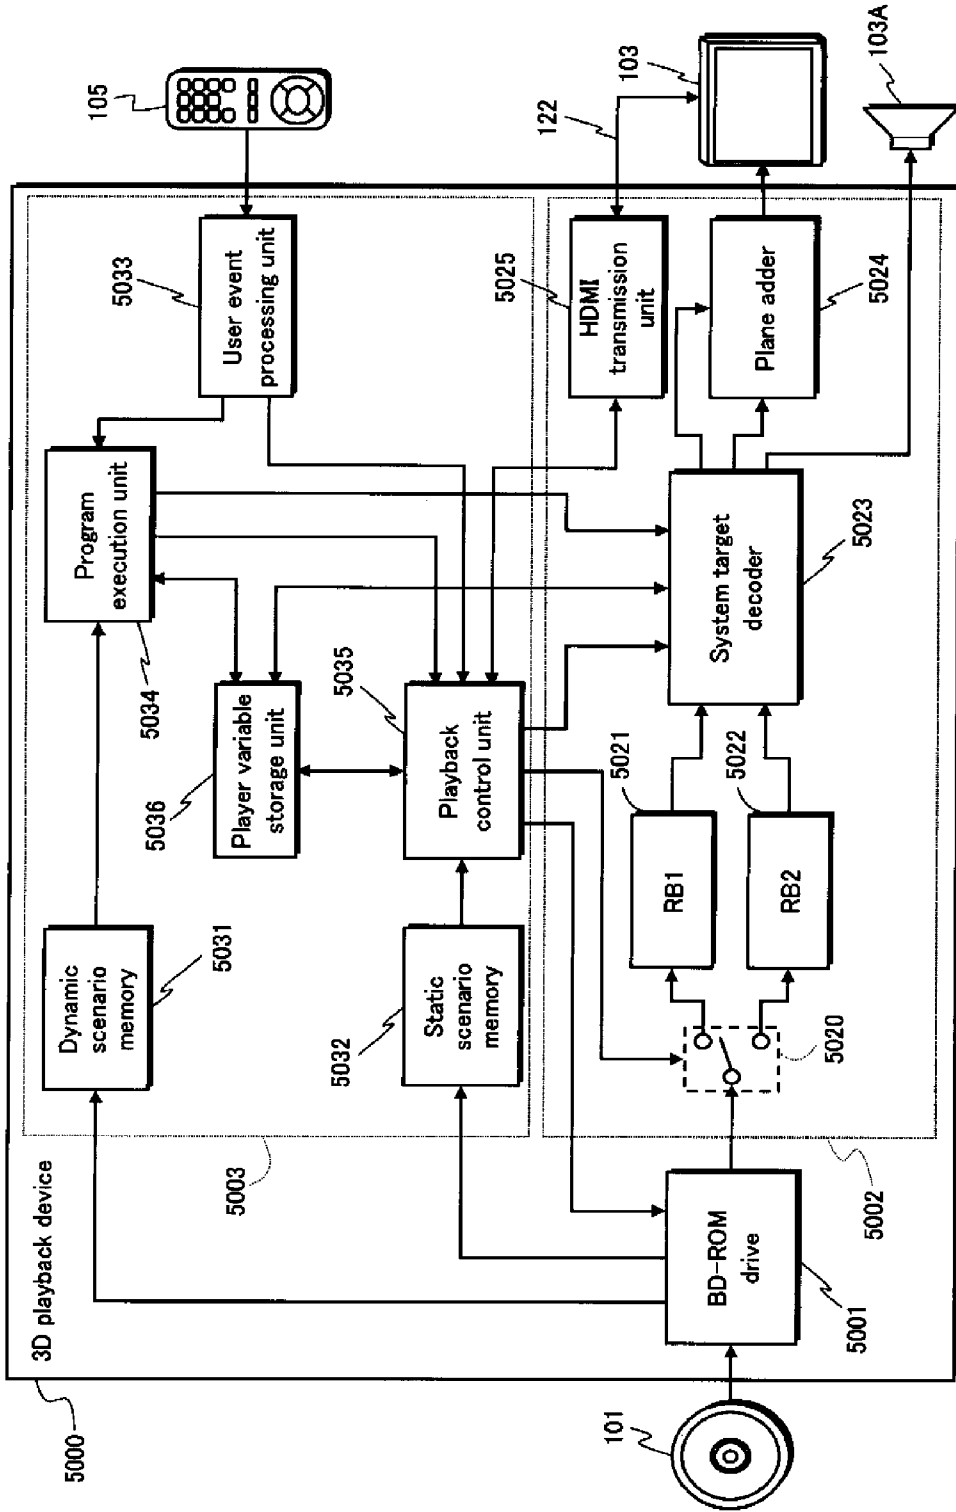 5000
3D playback device
101
BD-ROM
drive
5001
5003
5002
Dynamic
scenario
memory
5031
Static
scenario
memory
5032
5020
RB1
5021
RB2
5022
Player variable
storage unit
5036
Playback
control unit
5035
Program
execution unit
5034
System target
decoder
5023
User event
processing unit
5033
HDMI
transmission
unit
5025
Plane adder
5024
105
122
103
103A